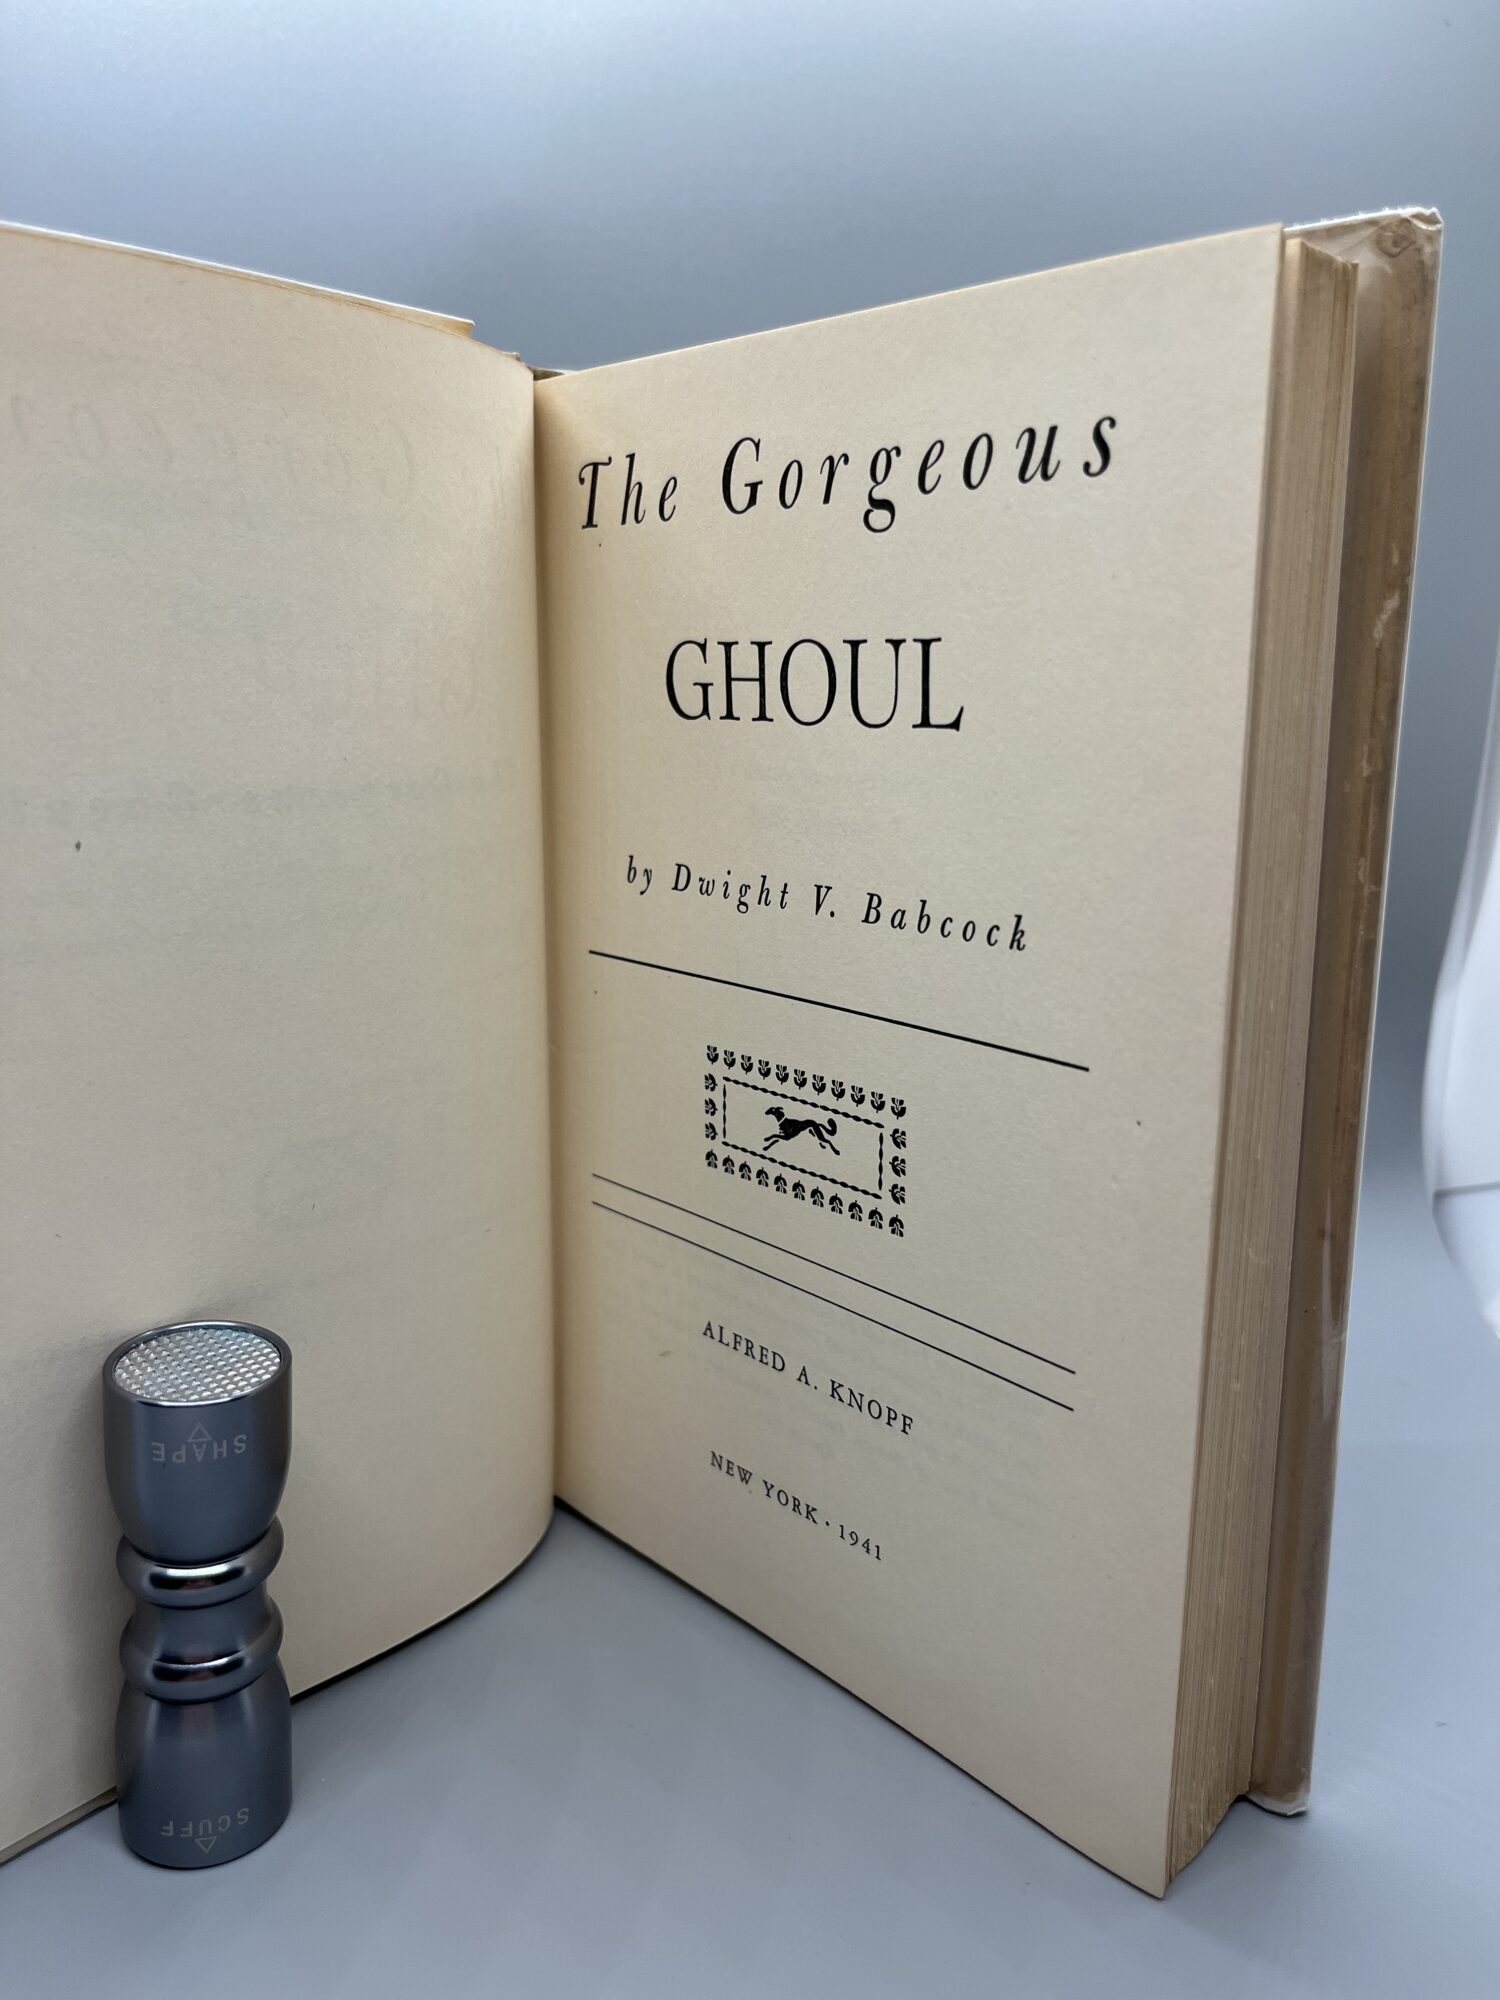 The Gorgeous
GHOUL
by Dwight V. Babcock
ALFRED A. KNOPF
NEW YORK · 1941
SHAPE
SCUFF